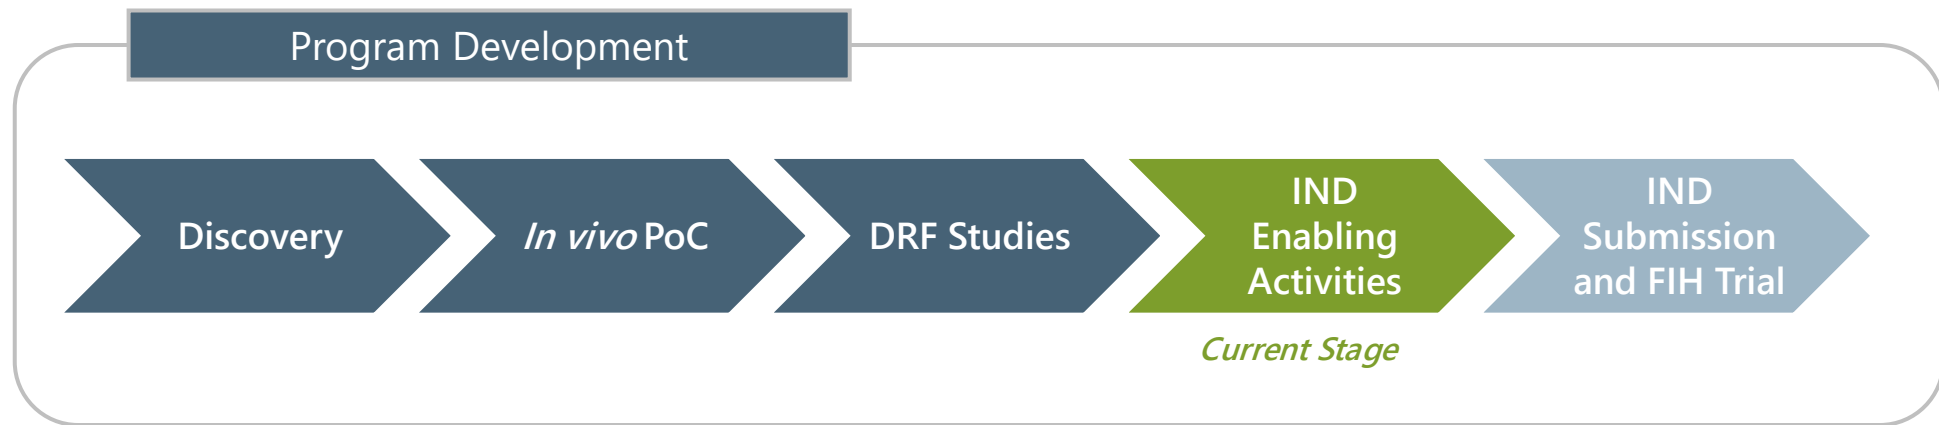 Program Development
Discovery
In vivo PoC
DRF Studies
IND
Enabling
Activities
IND
Submission
and FIH Trial
Current Stage